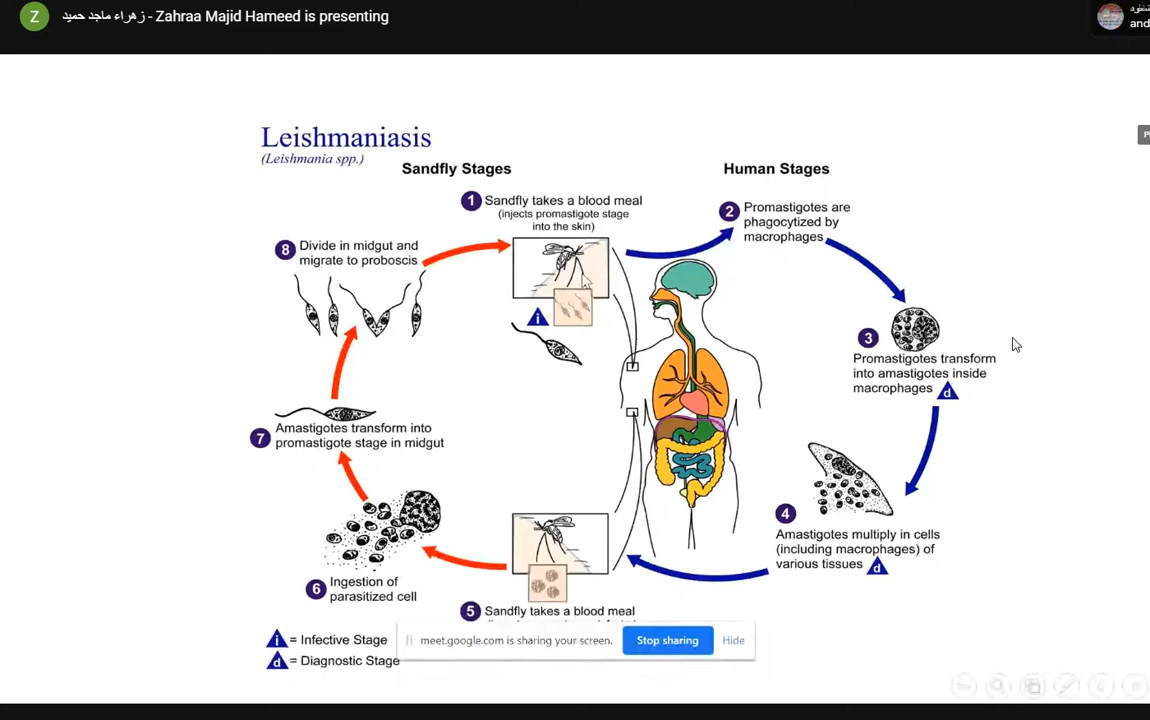 Z
زهراء ماجد حميد - Zahraa Majid Hameed is presenting
and
Leishmaniasis
(Leishmania spp.)
Sandfly Stages
Human Stages
1 Sandfly takes a blood meal
(injects promastigote stage
into the skin)
2 Promastigotes are
phagocytized by
macrophages
8 Divide in midgut and
migrate to proboscis
i
3
Promastigotes transform
into amastigotes inside
macrophages d
7 Amastigotes transform into
promastigote stage in midgut
4
Amastigotes multiply in cells
(including macrophages) of
various tissues d
6 Ingestion of
parasitized cell
5 Sandfly takes a blood meal
i = Infective Stage
d = Diagnostic Stage
meet.google.com is sharing your screen.
Stop sharing
Hide